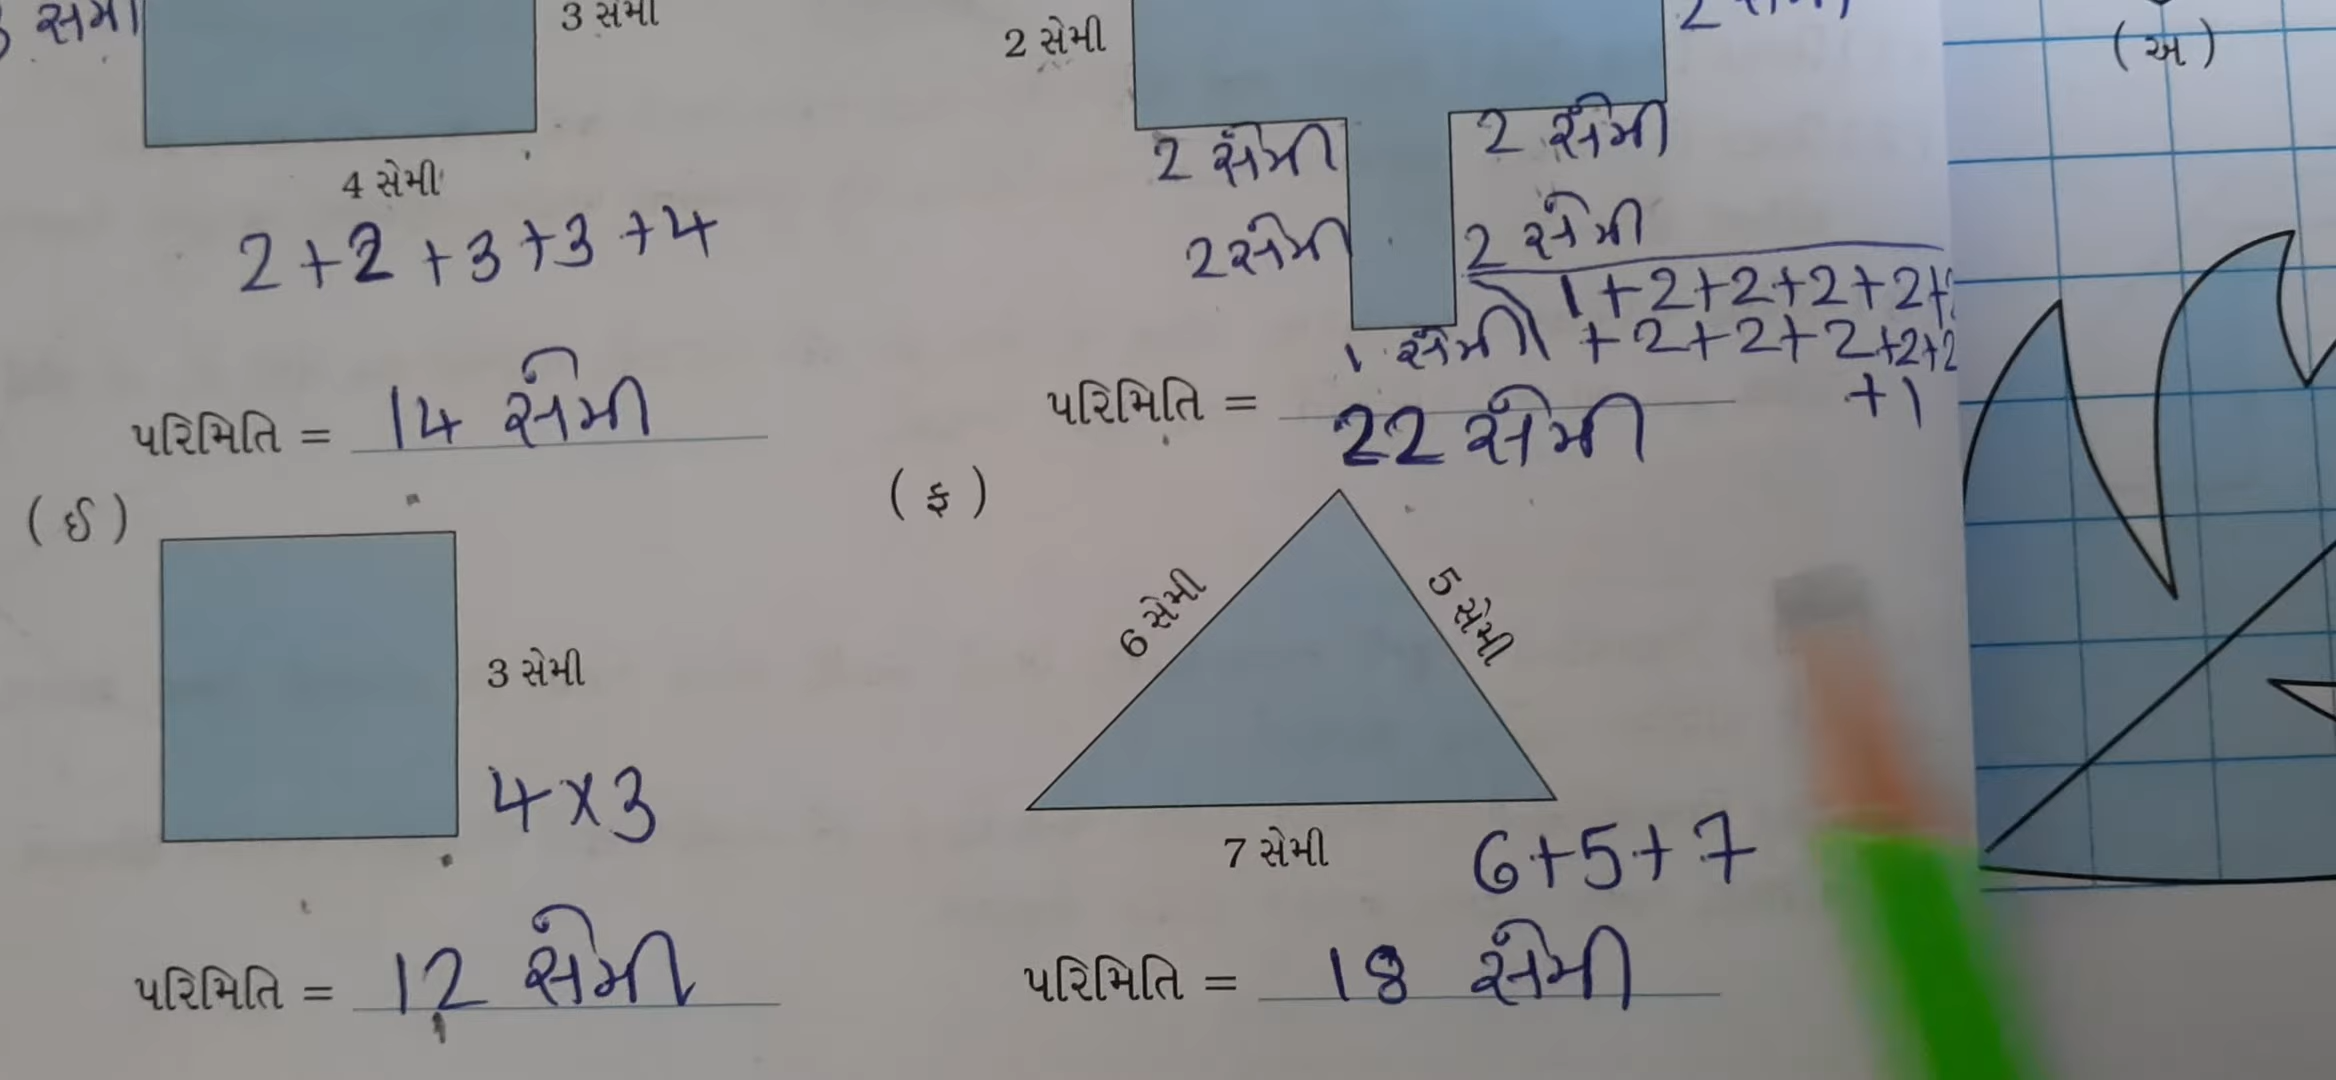 3 સેમી
4 સેમી
2 + 2 + 3 + 3 + 4
પરિમિતિ = 14 સેમી
2 સેમી
2 સેમી
2 સેમી
2 સેમી
2 સેમી
1 + 2 + 2 + 2 + 2 +
1 સેમી + 2 + 2 + 2 + 2 + 2
+ 1
પરિમિતિ = 22 સેમી
( ઈ )
3 સેમી
4 × 3
પરિમિતિ = 12 સેમી
( ફ )
6 સેમી
5 સેમી
7 સેમી
6 + 5 + 7
પરિમિતિ = 18 સેમી
( અ )